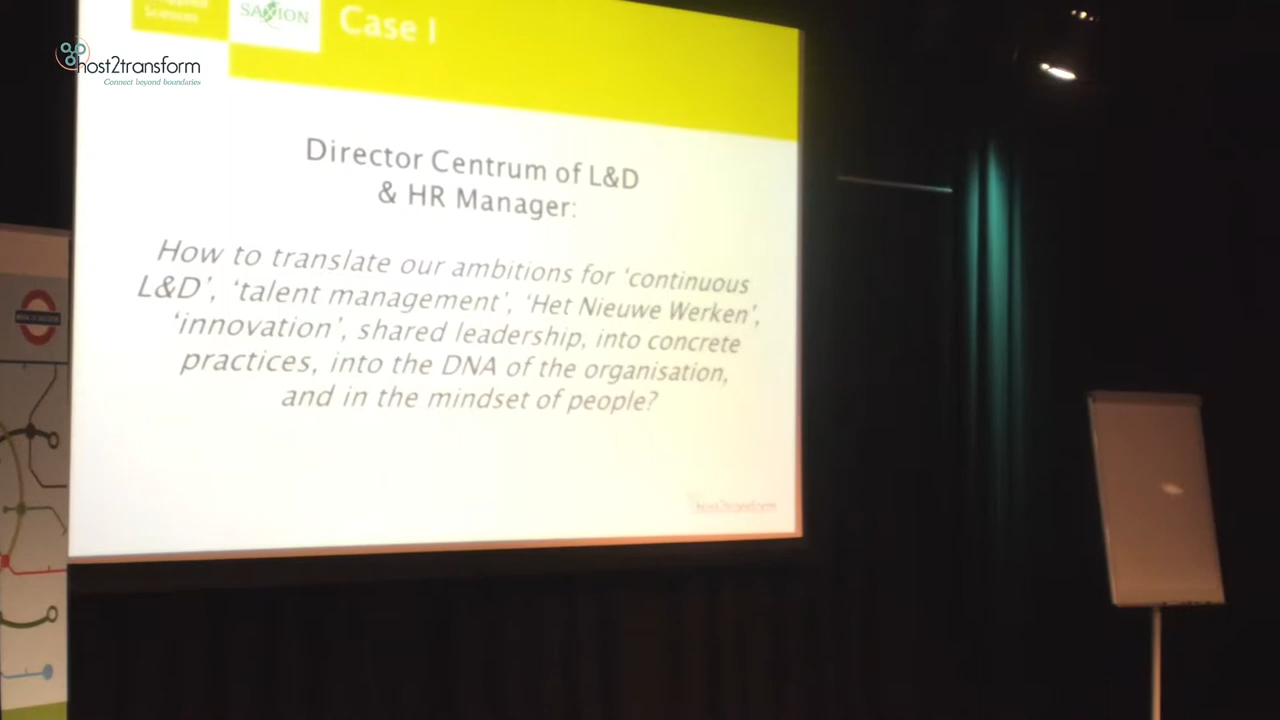 host2transform
Connect beyond boundaries
Sciences
SAXION
Case I
Director Centrum of L&D
& HR Manager:
How to translate our ambitions for ‘continuous
L&D’, ‘talent management’, ‘Het Nieuwe Werken’,
‘innovation’, shared leadership, into concrete
practices, into the DNA of the organisation,
and in the mindset of people?
host2transform